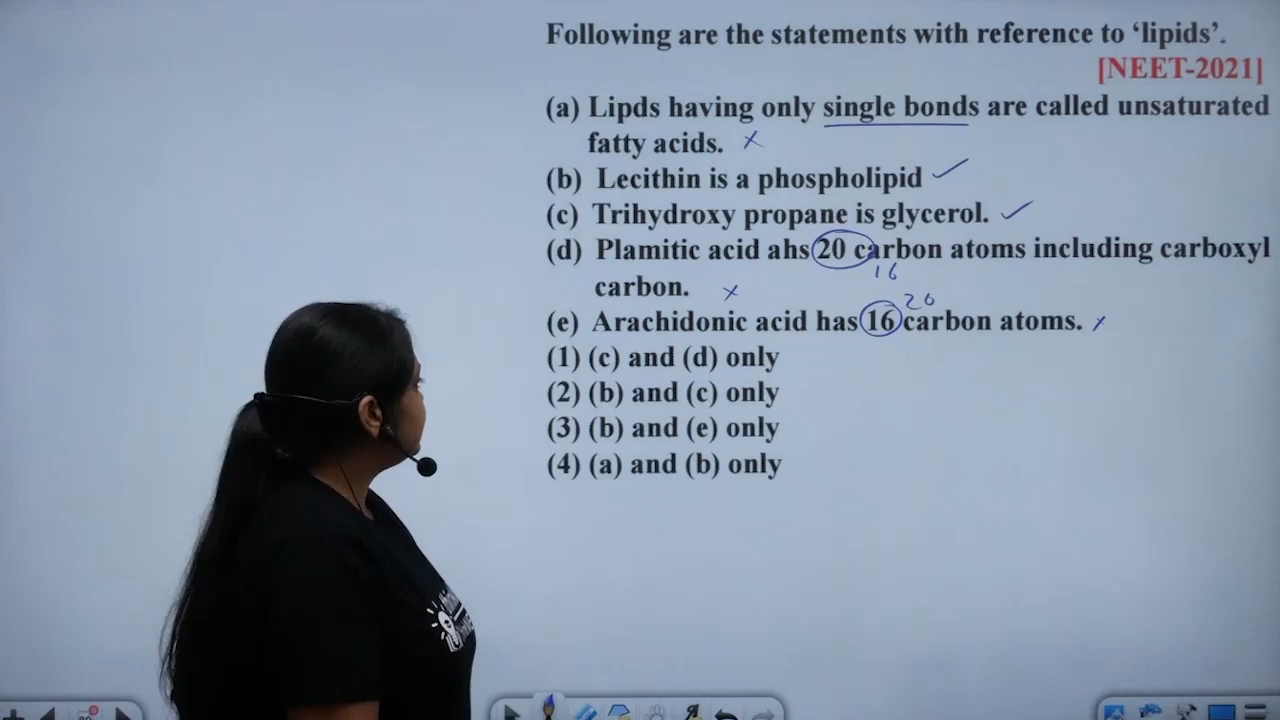 Following are the statements with reference to ‘lipids’.
[NEET-2021]
(a) Lipds having only single bonds are called unsaturated
fatty acids. ×
(b) Lecithin is a phospholipid ✓
(c) Trihydroxy propane is glycerol. ✓
(d) Plamitic acid ahs 20 carbon atoms including carboxyl
16
carbon. ×
20
(e) Arachidonic acid has 16 carbon atoms. ×
(1) (c) and (d) only
(2) (b) and (c) only
(3) (b) and (e) only
(4) (a) and (b) only